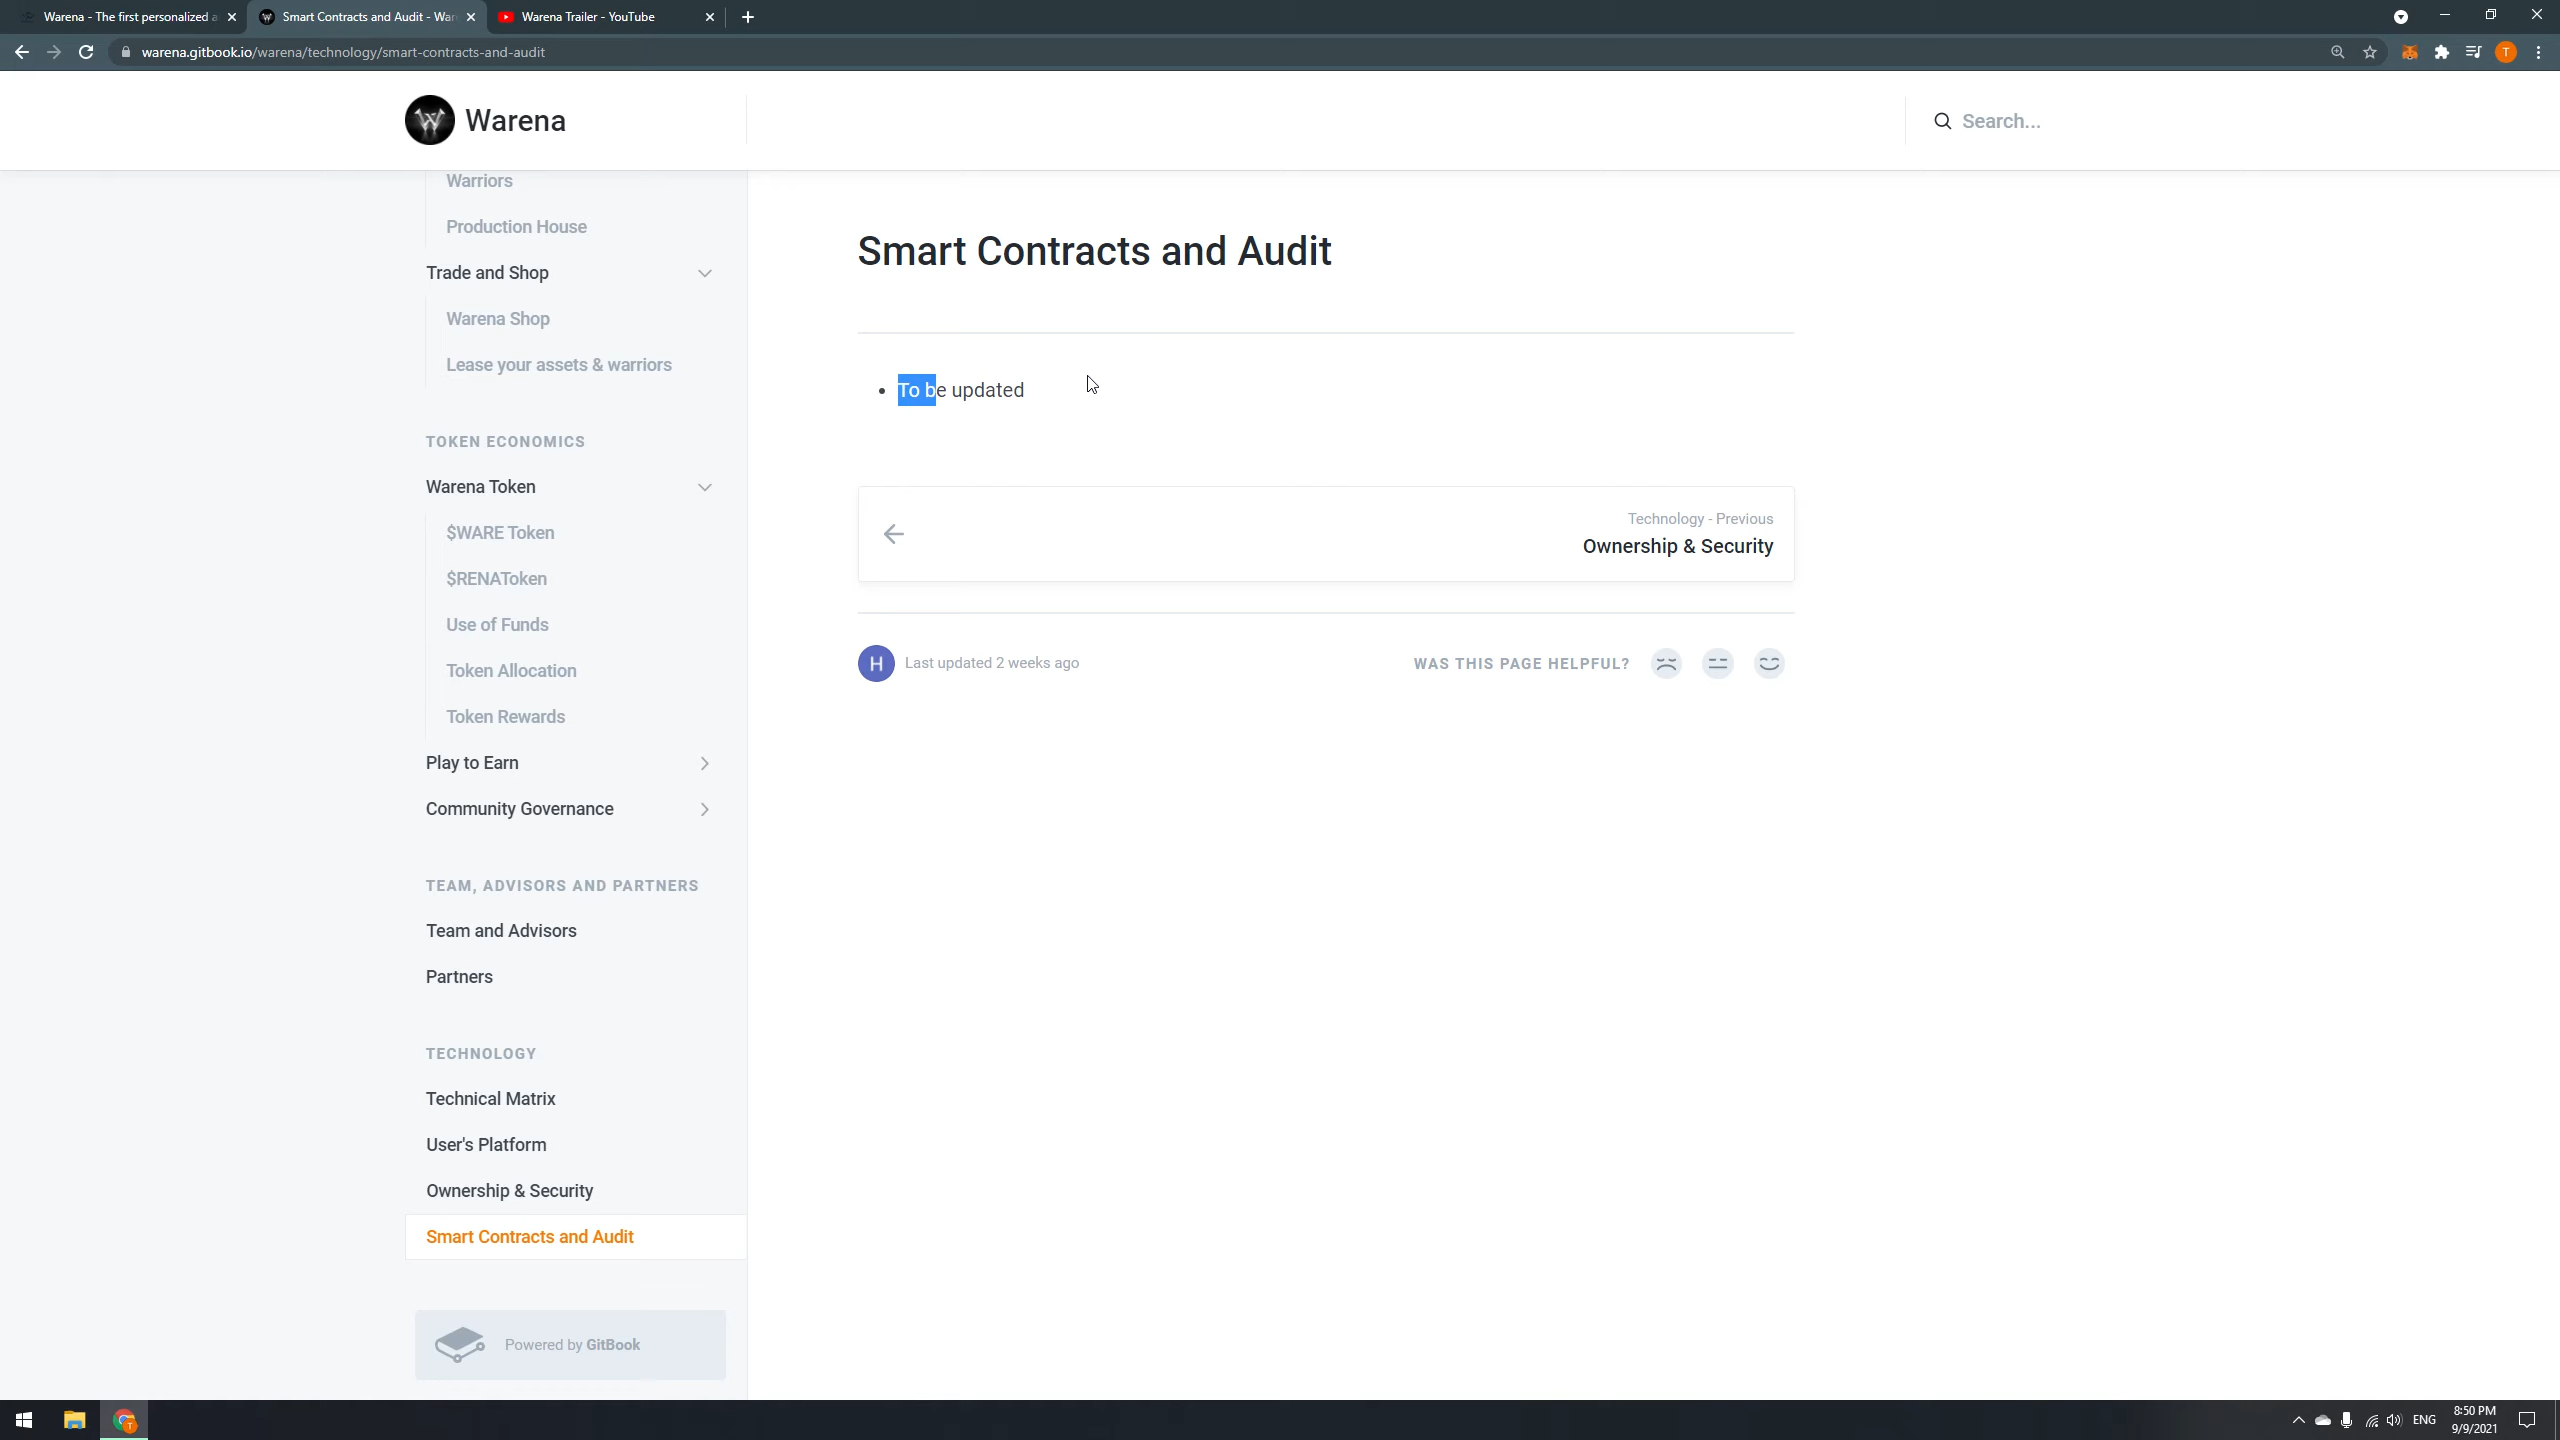 Warena - The first personalized a
Smart Contracts and Audit - War
Warena Trailer - YouTube
warena.gitbook.io/warena/technology/smart-contracts-and-audit
T
Warena
Search...
Warriors
Production House
Trade and Shop
Warena Shop
Lease your assets & warriors
TOKEN ECONOMICS
Warena Token
$WARE Token
$RENAToken
Use of Funds
Token Allocation
Token Rewards
Play to Earn
Community Governance
TEAM, ADVISORS AND PARTNERS
Team and Advisors
Partners
TECHNOLOGY
Technical Matrix
User's Platform
Ownership & Security
Smart Contracts and Audit
Powered by GitBook
Smart Contracts and Audit
• To be updated
Technology - Previous
Ownership & Security
H
Last updated 2 weeks ago
WAS THIS PAGE HELPFUL?
ENG
8:50 PM
9/9/2021